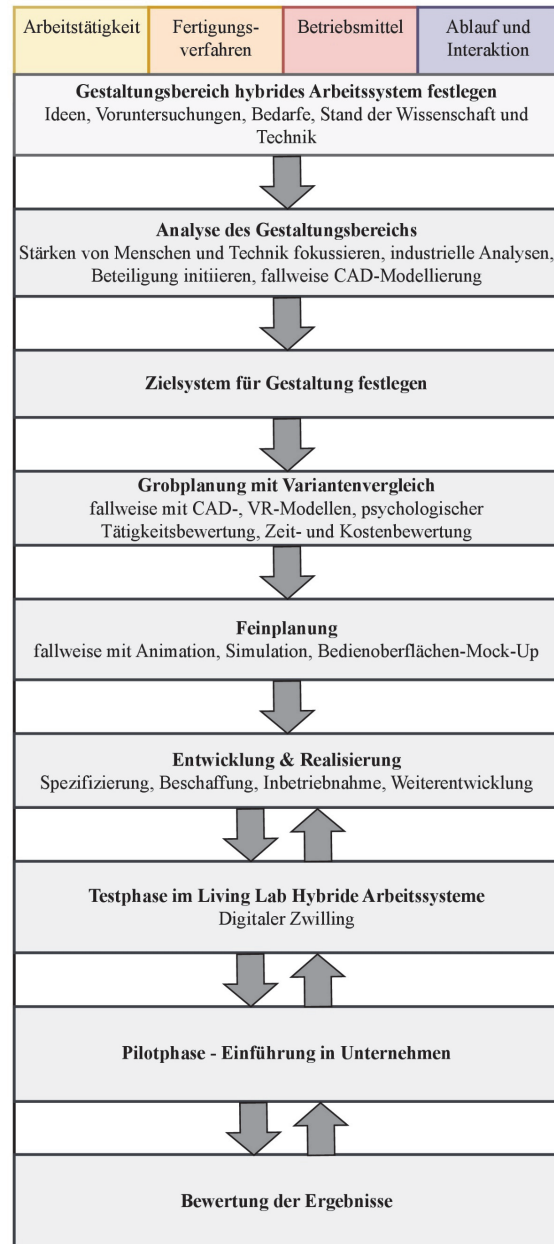 Arbeitstätigkeit
Fertigungs-
verfahren
Betriebsmittel
Ablauf und
Interaktion
Gestaltungsbereich hybrides Arbeitssystem festlegen
Ideen, Voruntersuchungen, Bedarfe, Stand der Wissenschaft und
Technik
Analyse des Gestaltungsbereichs
Stärken von Menschen und Technik fokussieren, industrielle Analysen,
Beteiligung initiieren, fallweise CAD-Modellierung
Zielsystem für Gestaltung festlegen
Grobplanung mit Variantenvergleich
fallweise mit CAD-, VR-Modellen, psychologischer
Tätigkeitsbewertung, Zeit- und Kostenbewertung
Feinplanung
fallweise mit Animation, Simulation, Bedienoberflächen-Mock-Up
Entwicklung & Realisierung
Spezifizierung, Beschaffung, Inbetriebnahme, Weiterentwicklung
Testphase im Living Lab Hybride Arbeitssysteme
Digitaler Zwilling
Pilotphase - Einführung in Unternehmen
Bewertung der Ergebnisse